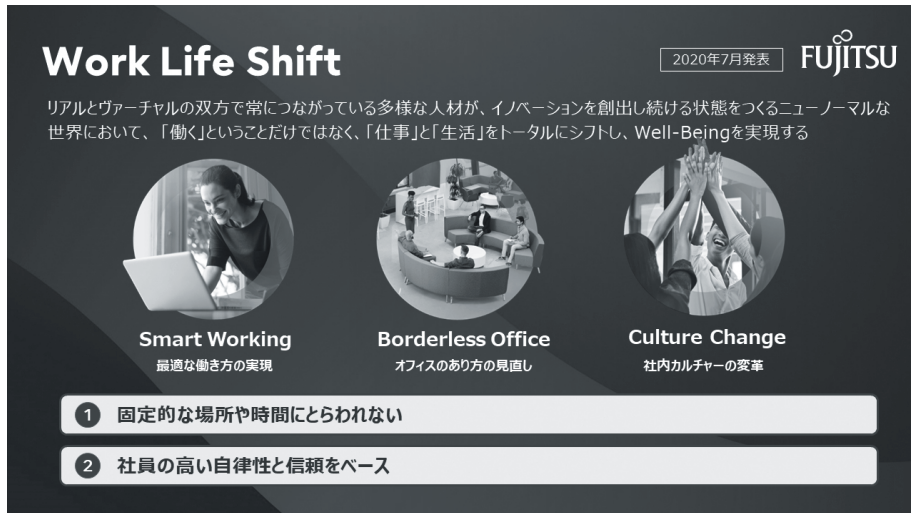 Work Life Shift
2020年7月発表
FUJITSU
リアルとヴァーチャルの双方で常につながっている多様な人材が、イノベーションを創出し続ける状態をつくるニューノーマルな
世界において、「働く」ということだけではなく、「仕事」と「生活」をトータルにシフトし、Well-Beingを実現する
Smart Working
最適な働き方の実現
Borderless Office
オフィスのあり方の見直し
Culture Change
社内カルチャーの変革
1 固定的な場所や時間にとらわれない
2 社員の高い自律性と信頼をベース